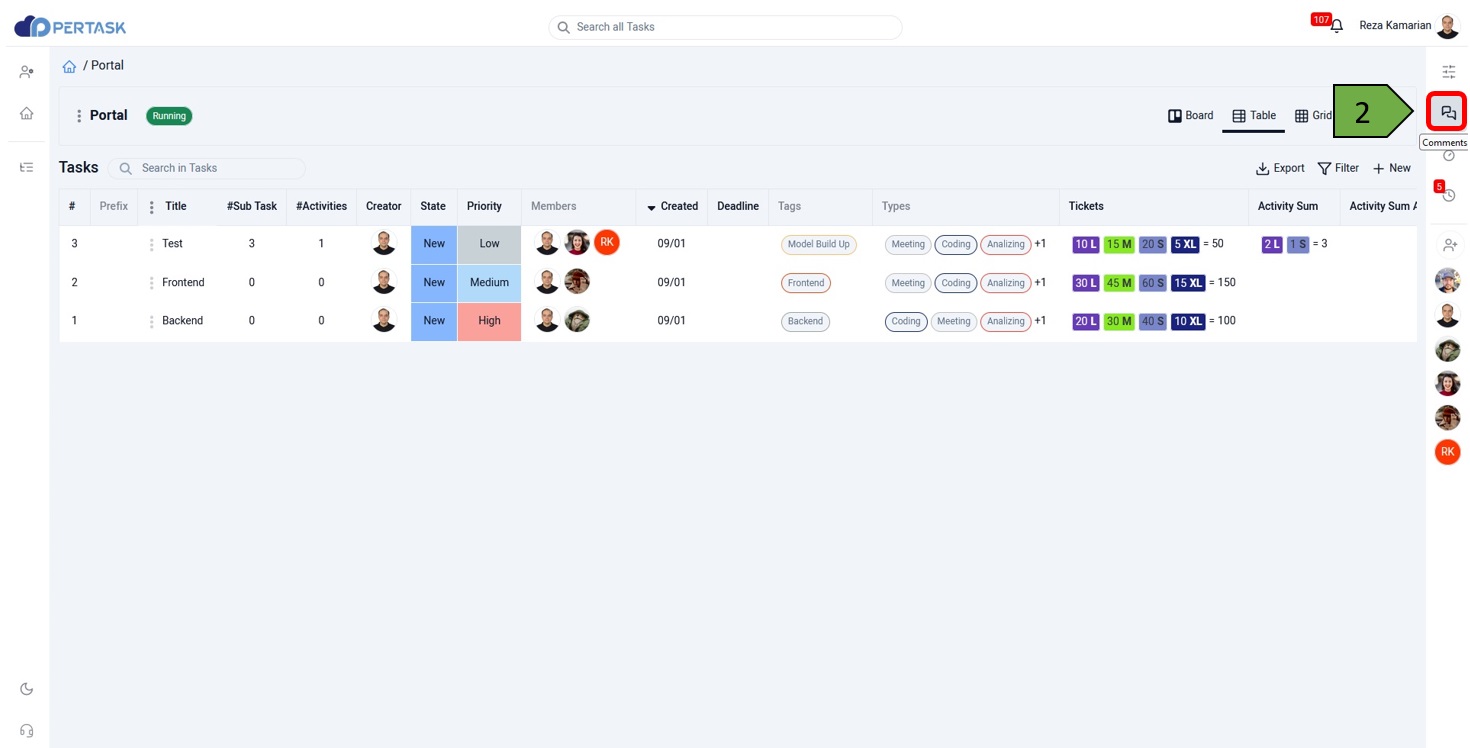 PERTASK
Search all Tasks
107
Reza Kamarian
/ Portal
Portal Running
Board Table Grid
2
Comments
Tasks Search in Tasks Export Filter + New
5
# Prefix Title #Sub Task #Activities Creator State Priority Members Created Deadline Tags Types Tickets Activity Sum Activity Sum A
3 Test 3 1 New Low RK 09/01 Model Build Up Meeting Coding Analizing +1 10 L 15 M 20 S 5 XL = 50 2 L 1 S = 3
2 Frontend 0 0 New Medium 09/01 Frontend Meeting Coding Analizing +1 30 L 45 M 60 S 15 XL = 150
1 Backend 0 0 New High 09/01 Backend Coding Meeting Analizing +1 20 L 30 M 40 S 10 XL = 100
RK